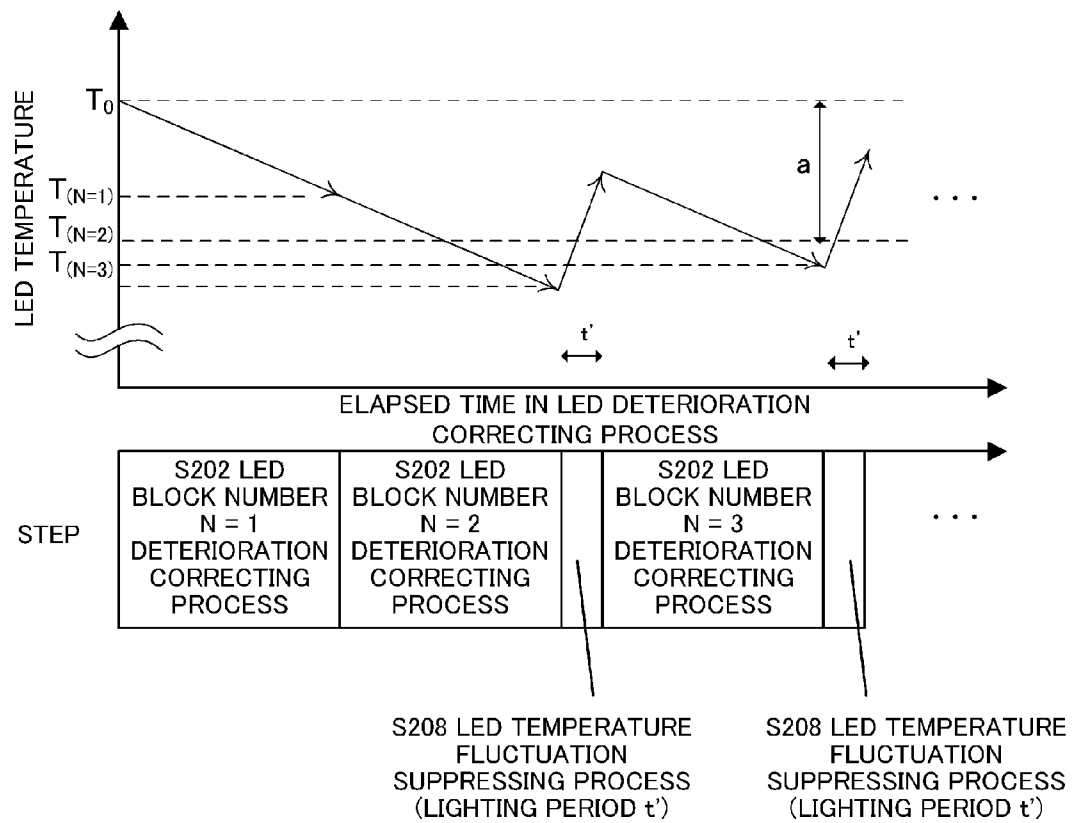 LED TEMPERATURE
T0
T(N=1)
T(N=2)
T(N=3)
a
t'
t'
. . .
ELAPSED TIME IN LED DETERIORATION
CORRECTING PROCESS
STEP
S202 LED
BLOCK NUMBER
N = 1
DETERIORATION
CORRECTING
PROCESS
S202 LED
BLOCK NUMBER
N = 2
DETERIORATION
CORRECTING
PROCESS
S202 LED
BLOCK NUMBER
N = 3
DETERIORATION
CORRECTING
PROCESS
. . .
S208 LED TEMPERATURE
FLUCTUATION
SUPPRESSING PROCESS
(LIGHTING PERIOD t')
S208 LED TEMPERATURE
FLUCTUATION
SUPPRESSING PROCESS
(LIGHTING PERIOD t')